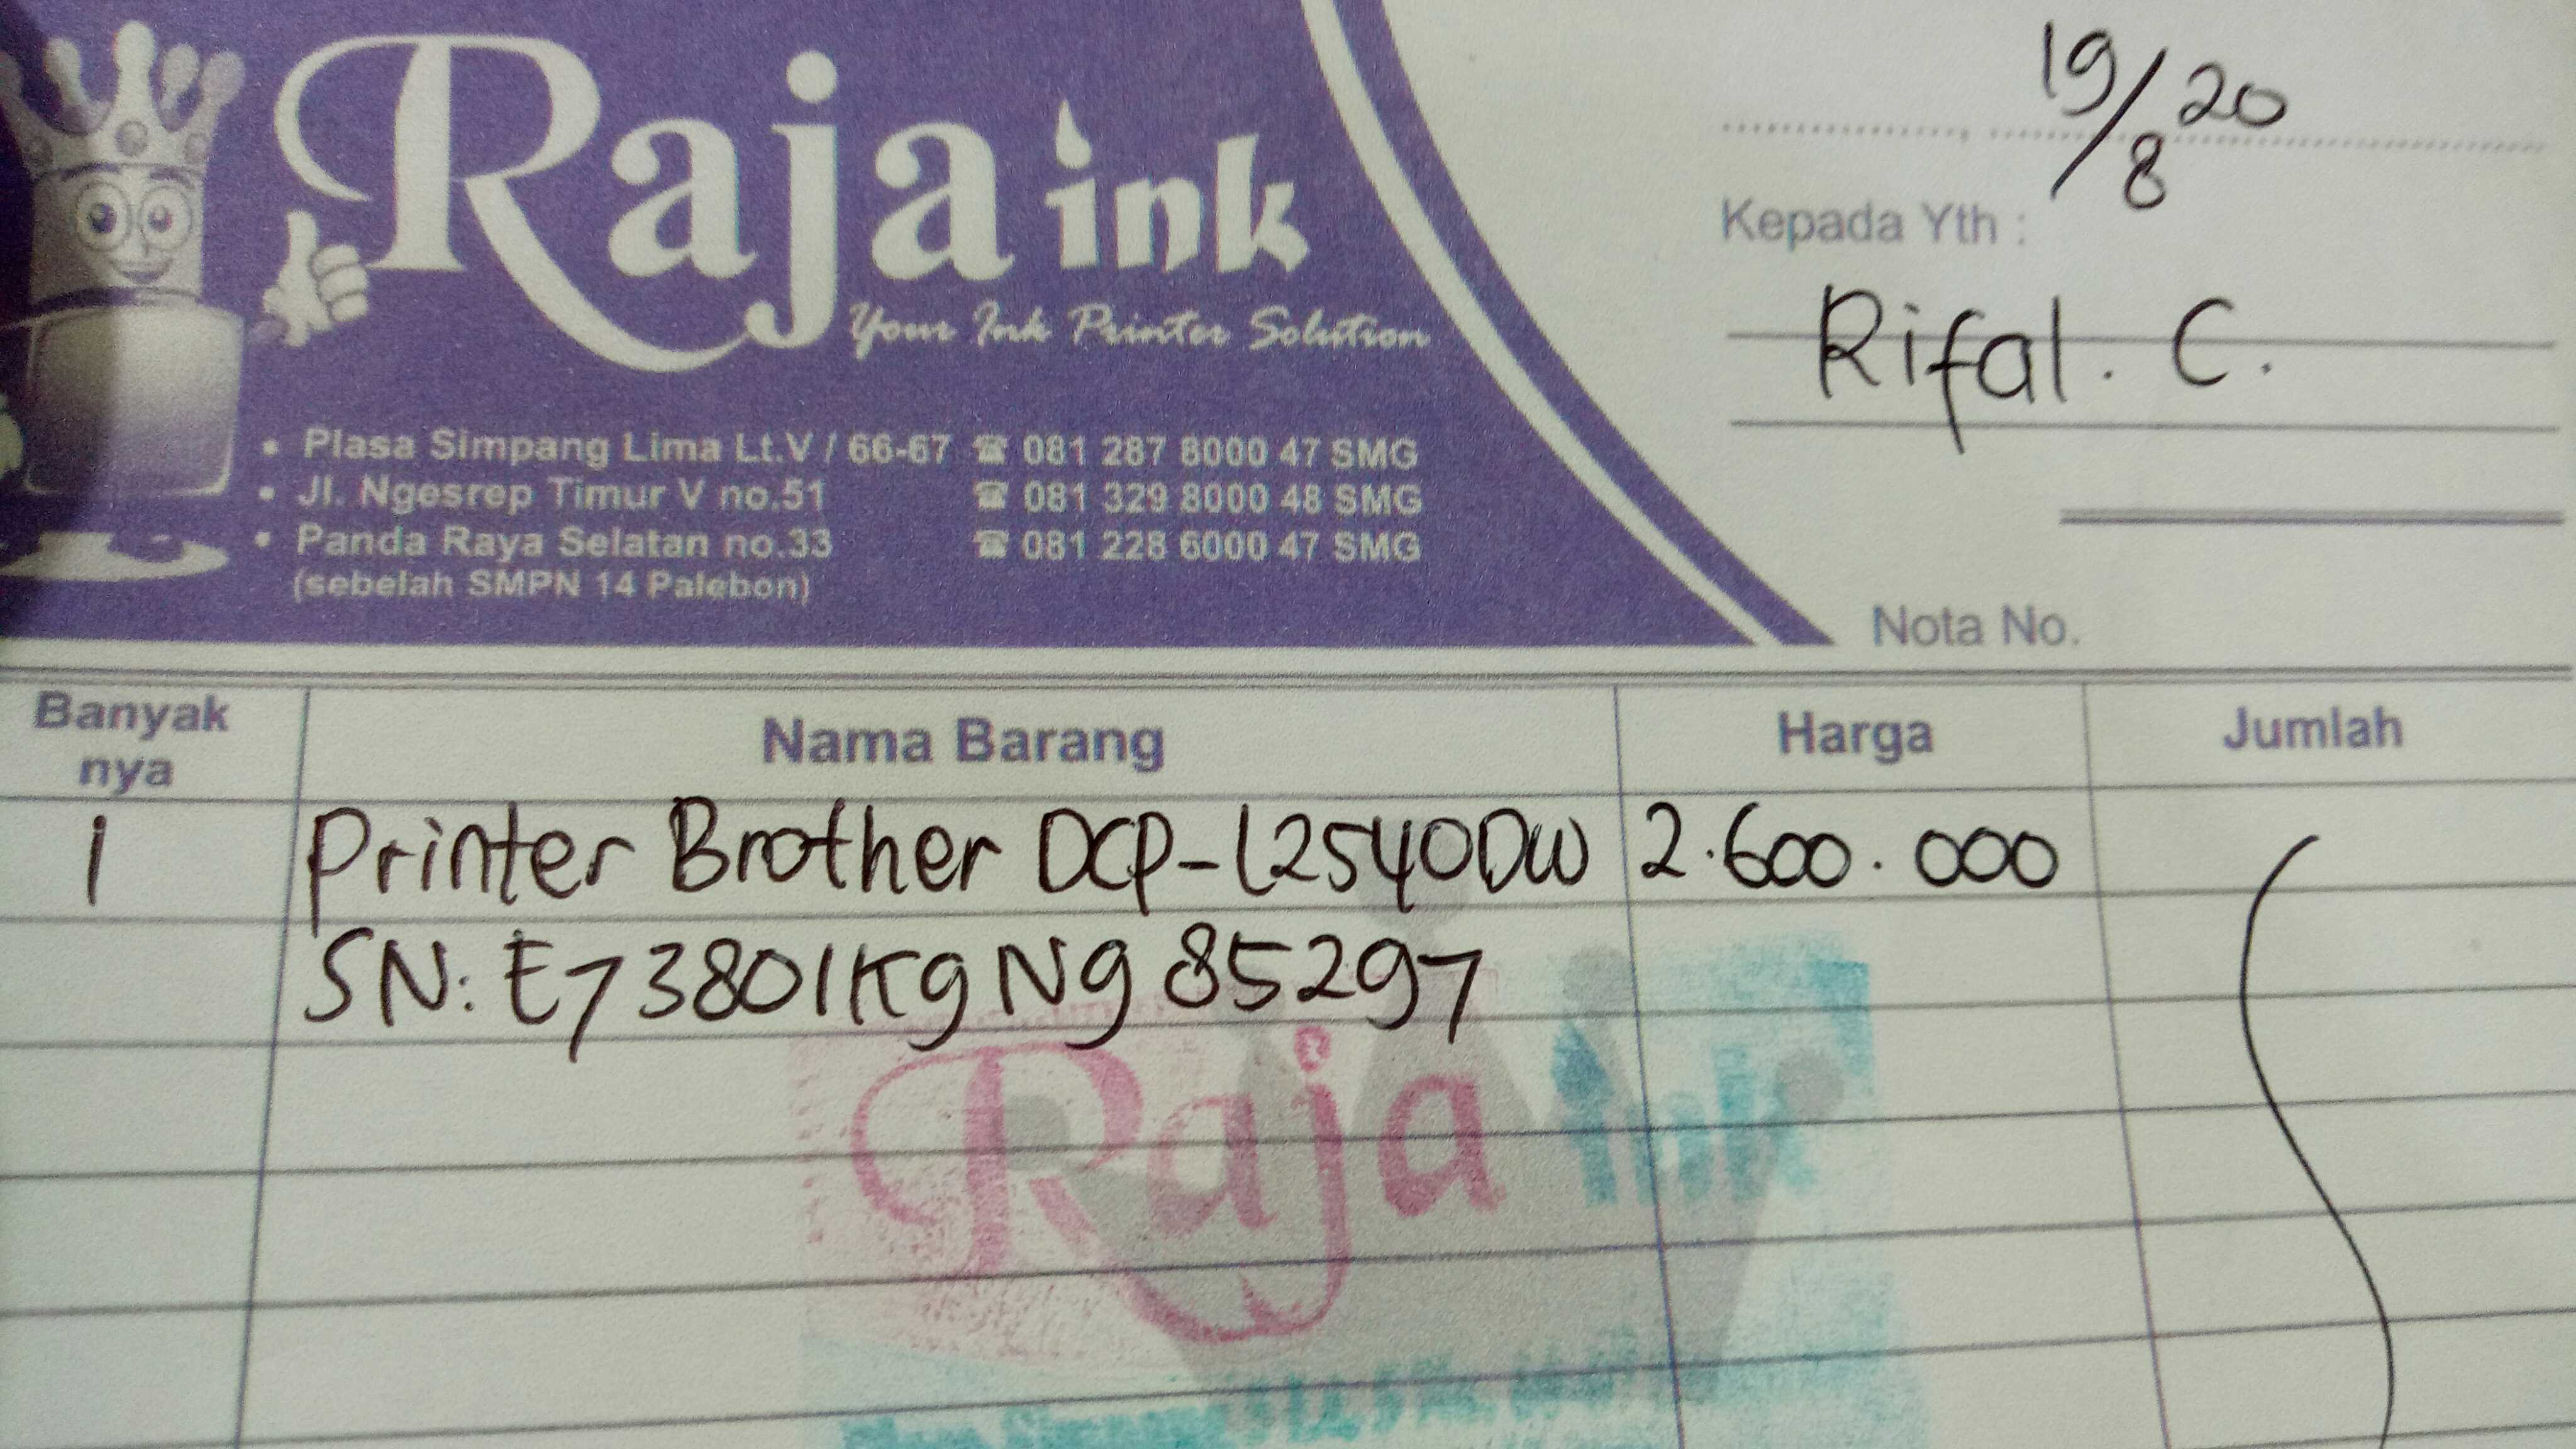 Raja ink
Your Ink Printer Solution
• Plasa Simpang Lima Lt.V / 66-67 ☎ 081 287 8000 47 SMG
• Jl. Ngesrep Timur V no.51 ☎ 081 329 8000 48 SMG
• Panda Raya Selatan no.33 ☎ 081 228 6000 47 SMG
(sebelah SMPN 14 Palebon)
19/8 20
Kepada Yth :
Rifal. C.
Nota No.
Banyak nya Nama Barang Harga Jumlah
1 Printer Brother DCP-L2540DW 2.600.000
SN: E73801K9N985297
Raja Ink